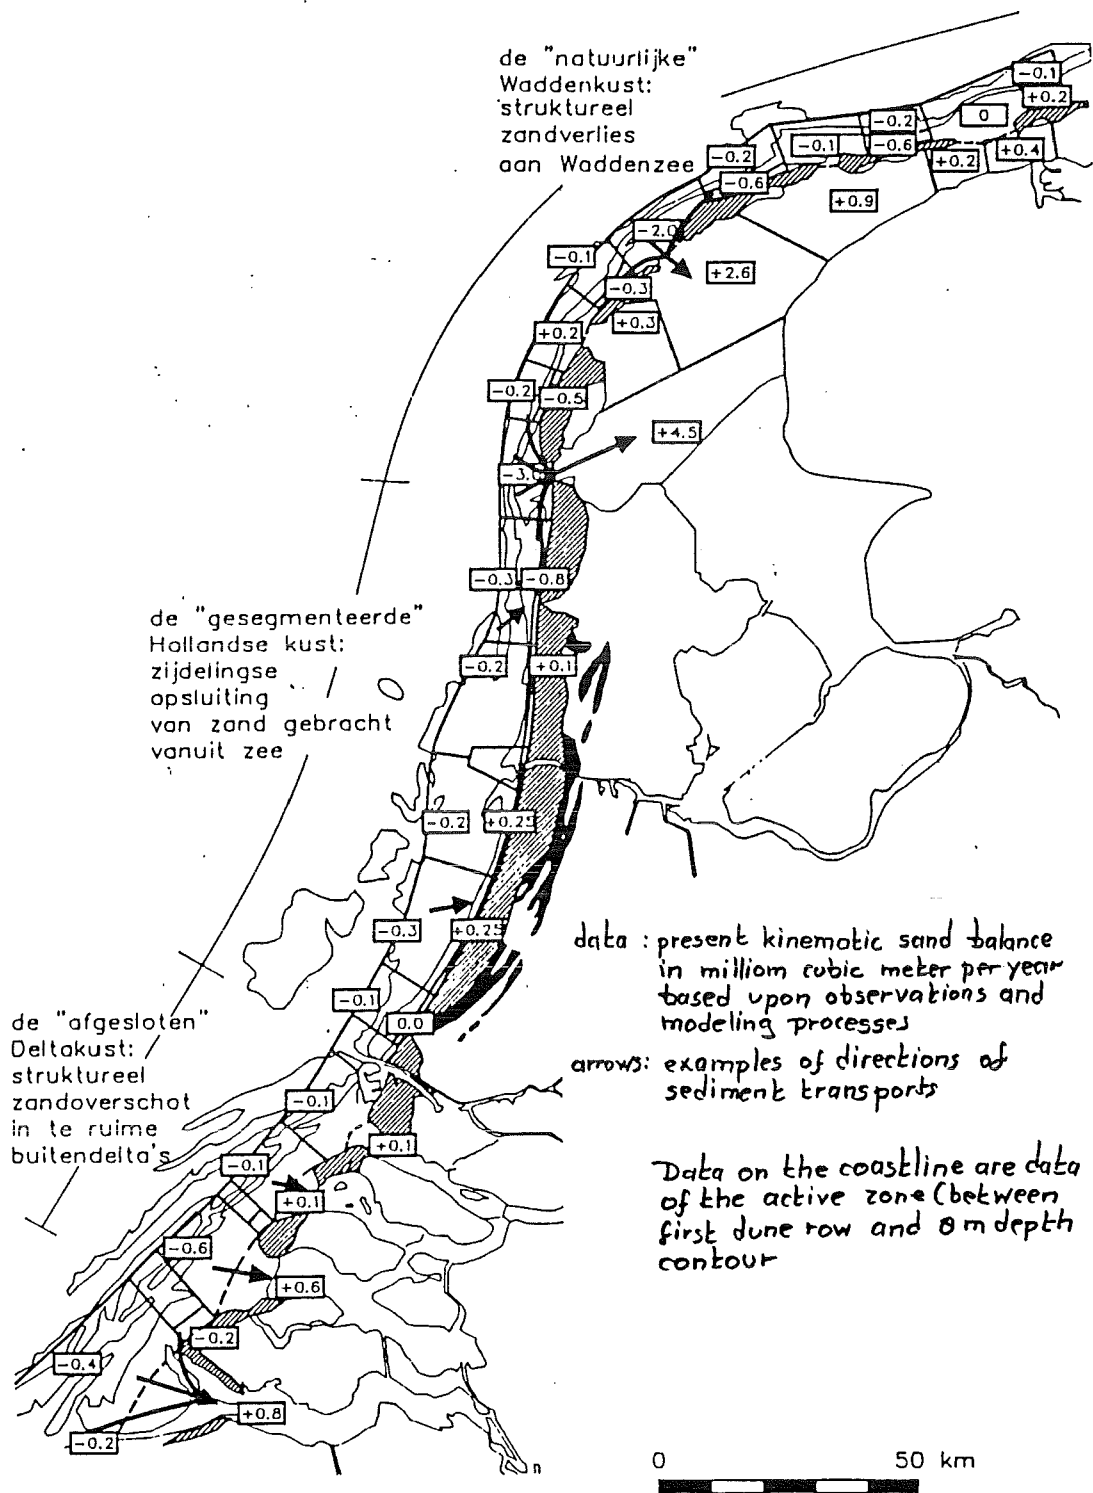 de "natuurlijke"
Waddenkust:
struktureel
zandverlies
aan Waddenzee
-0.1
+0.2
0
-0.2
-0.1
-0.6
+0.2
+0.4
-0.2
-0.6
+0.9
-2.0
-0.1
+2.6
-0.3
+0.3
+0.2
-0.2
-0.5
+4.5
-3.
-0.3
-0.8
de "gesegmenteerde"
Hollandse kust:
zijdelingse
opsluiting
van zand gebracht
vanuit zee
-0.2
+0.1
-0.2
+0.25
-0.3
+0.25
data : present kinematic sand balance
in milliom cubic meter per year
based upon observations and
modeling processes
arrows: examples of directions of
sediment transports
Data on the coastline are data
of the active zone (between
first dune row and 8 m depth
contour
-0.1
0.0
de "afgesloten"
Deltakust:
struktureel
zandoverschot
in te ruime
buitendelta's
-0.1
+0.1
-0.1
+0.1
-0.6
+0.6
-0.2
-0.4
+0.8
-0.2
n
0 50 km